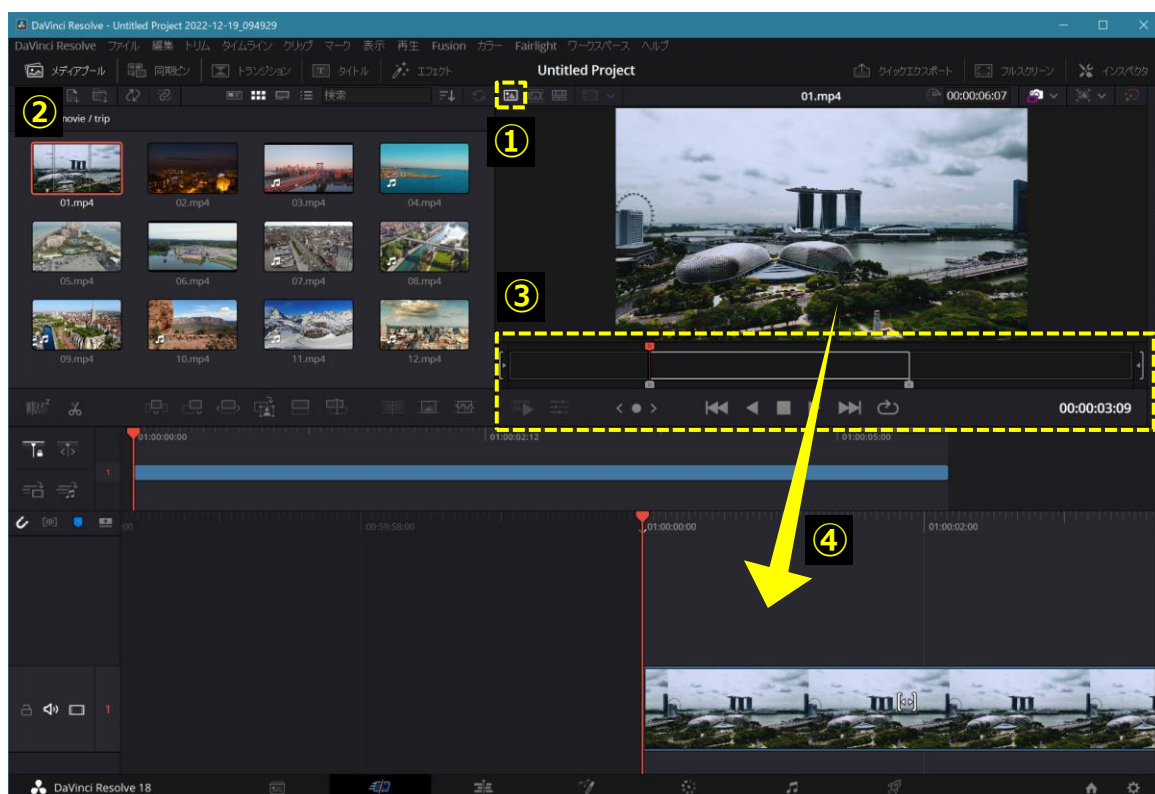 DaVinci Resolve - Untitled Project 2022-12-19_094929
DaVinci Resolve ファイル 編集 トリム タイムライン クリップ マーク 表示 再生 Fusion カラー Fairlight ワークスペース ヘルプ
メディアプール 同期ビン トランジション タイトル エフェクト Untitled Project クイックエクスポート フルスクリーン インスペクタ
検索 01.mp4 00:00:06:07
②
movie / trip
①
01.mp4 02.mp4 03.mp4 04.mp4
05.mp4 06.mp4 07.mp4 08.mp4
③
09.mp4 10.mp4 11.mp4 12.mp4
00:00:03:09
01:00:00:00 01:00:02:12 01:00:05:00
1
00:59:58:00 01:00:00:00 01:00:02:00
④
1
DaVinci Resolve 18